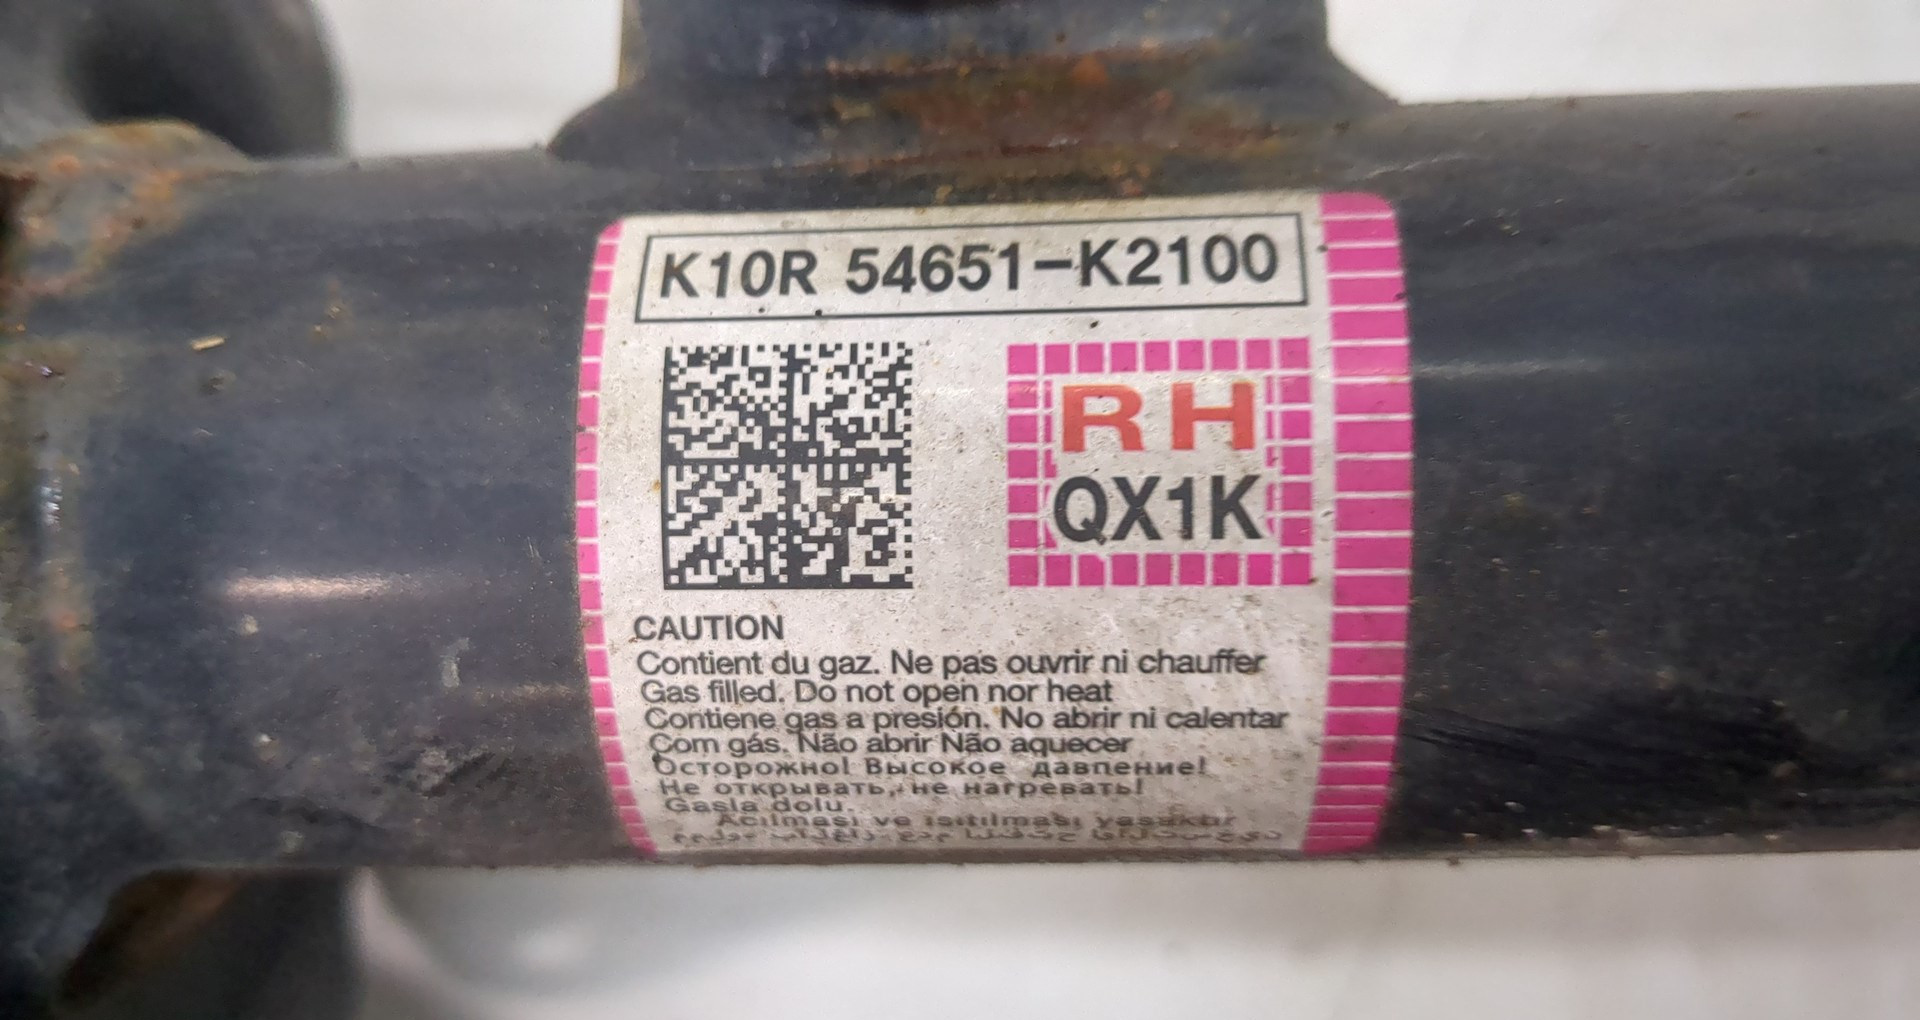 K10R 54651-K2100
RH
QX1K
CAUTION
Contient du gaz. Ne pas ouvrir ni chauffer
Gas filled. Do not open nor heat
Contiene gas a presión. No abrir ni calentar
Com gás. Não abrir Não aquecer
Осторожно! Высокое давление!
Не открывать, не нагревать!
Gasla dolu.
Acılması ve ısıtılması yasaktır